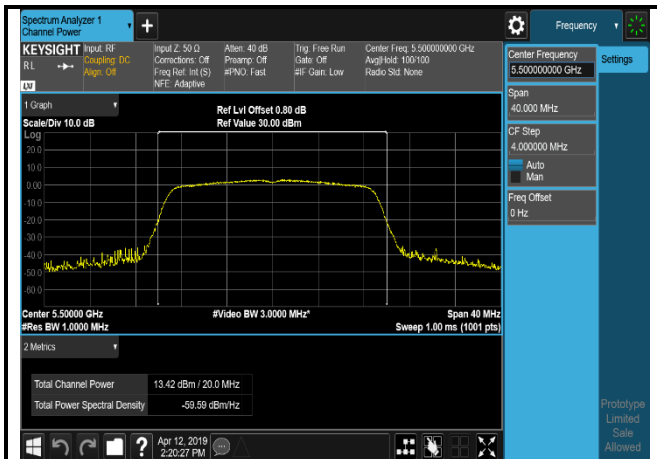 Spectrum Analyzer 1
Channel Power
+
Frequency
KEYSIGHT
R L
LXI
Input: RF
Coupling: DC
Align: Off
Input Z: 50 Ω
Corrections: Off
Freq Ref: Int (S)
NFE: Adaptive
Atten: 40 dB
Preamp: Off
#PNO: Fast
Trig: Free Run
Gate: Off
#IF Gain: Low
Center Freq: 5.500000000 GHz
Avg|Hold: 100/100
Radio Std: None
Center Frequency
5.500000000 GHz
Settings
Span
40.000 MHz
CF Step
4.000000 MHz
Auto
Man
Freq Offset
0 Hz
1 Graph
Scale/Div 10.0 dB
Ref Lvl Offset 0.80 dB
Ref Value 30.00 dBm
Log
20.0
10.0
0.00
-10.0
-20.0
-30.0
-40.0
-50.0
-60.0
Center 5.50000 GHz
#Video BW 3.0000 MHz*
Span 40 MHz
#Res BW 1.0000 MHz
Sweep 1.00 ms (1001 pts)
2 Metrics
Total Channel Power
13.42 dBm / 20.0 MHz
Total Power Spectral Density
-59.59 dBm/Hz
Prototype
Limited
Sale
Allowed
?
Apr 12, 2019
2:20:27 PM